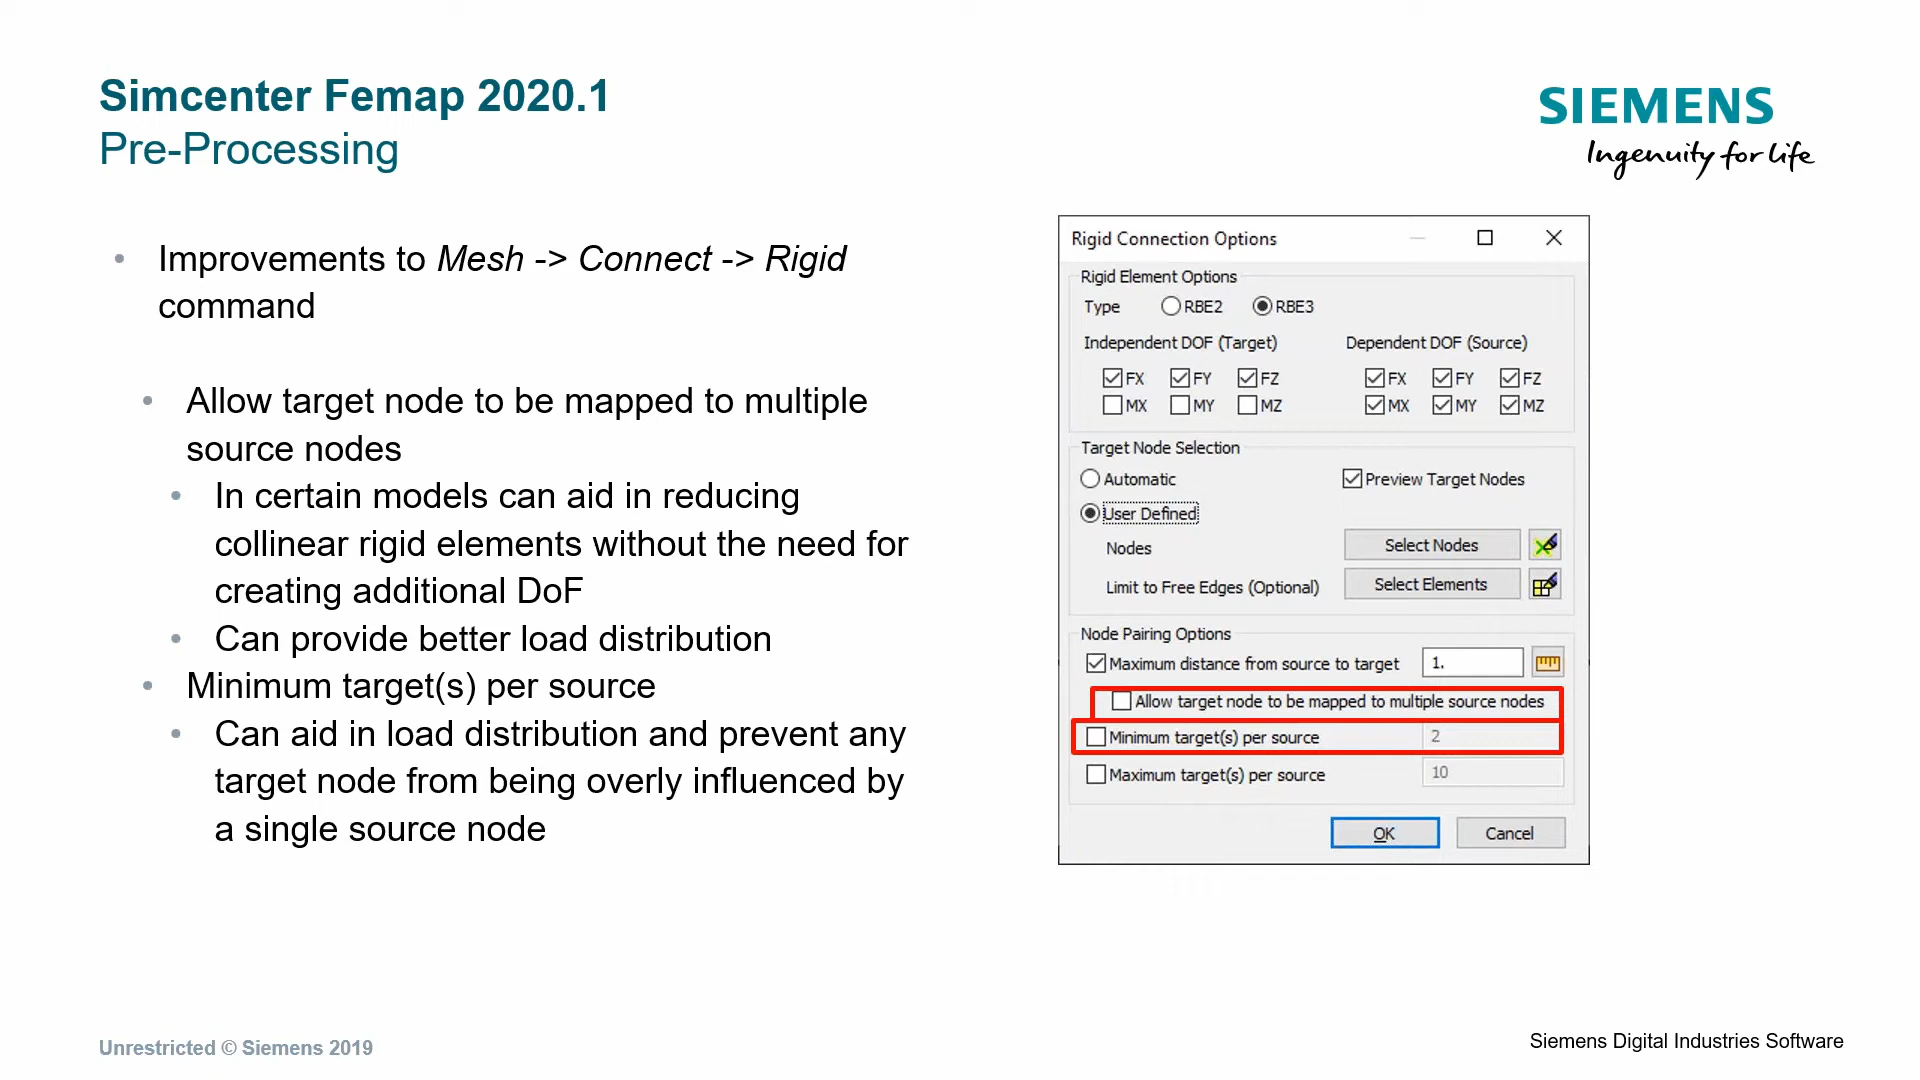 Simcenter Femap 2020.1
Pre-Processing
SIEMENS
Ingenuity for life
• Improvements to Mesh -> Connect -> Rigid
command
• Allow target node to be mapped to multiple
source nodes
• In certain models can aid in reducing
collinear rigid elements without the need for
creating additional DoF
• Can provide better load distribution
• Minimum target(s) per source
• Can aid in load distribution and prevent any
target node from being overly influenced by
a single source node
Rigid Connection Options
Rigid Element Options
Type RBE2 RBE3
Independent DOF (Target) Dependent DOF (Source)
FX FY FZ FX FY FZ
MX MY MZ MX MY MZ
Target Node Selection
Automatic Preview Target Nodes
User Defined
Nodes Select Nodes
Limit to Free Edges (Optional) Select Elements
Node Pairing Options
Maximum distance from source to target 1.
Allow target node to be mapped to multiple source nodes
Minimum target(s) per source 2
Maximum target(s) per source 10
OK Cancel
Unrestricted © Siemens 2019
Siemens Digital Industries Software